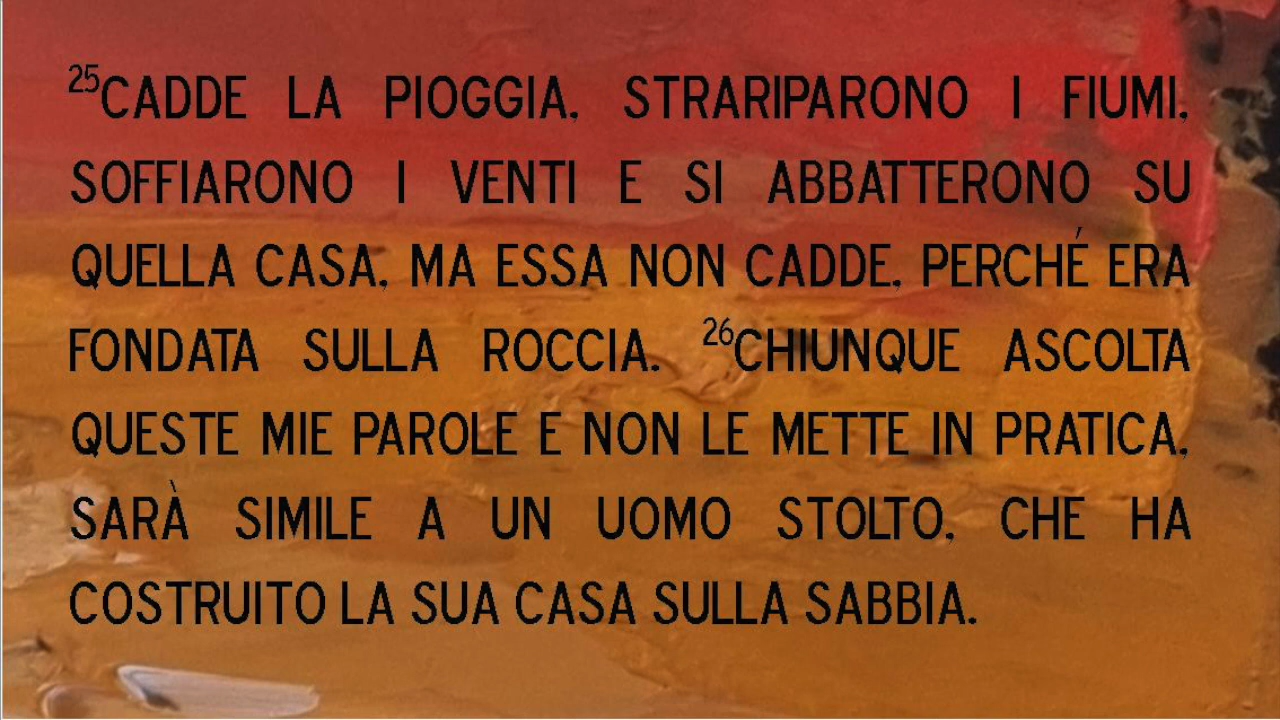 25CADDE LA PIOGGIA, STRARIPARONO I FIUMI,
SOFFIARONO I VENTI E SI ABBATTERONO SU
QUELLA CASA, MA ESSA NON CADDE, PERCHÉ ERA
FONDATA SULLA ROCCIA. 26CHIUNQUE ASCOLTA
QUESTE MIE PAROLE E NON LE METTE IN PRATICA,
SARÀ SIMILE A UN UOMO STOLTO, CHE HA
COSTRUITO LA SUA CASA SULLA SABBIA.